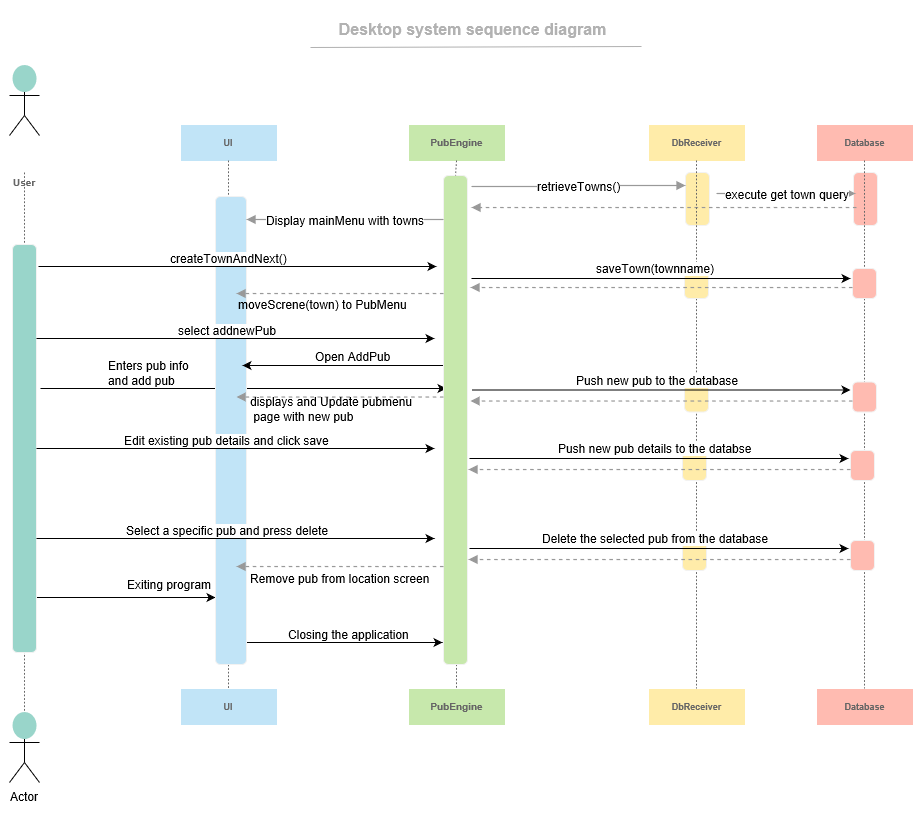 Desktop system sequence diagram
UI
PubEngine
DbReceiver
Database
User
retrieveTowns()
execute get town query
Display mainMenu with towns
createTownAndNext()
saveTown(townname)
moveScrene(town) to PubMenu
select addnewPub
Open AddPub
Enters pub info
and add pub
Push new pub to the database
displays and Update pubmenu
page with new pub
Edit existing pub details and click save
Push new pub details to the databse
Select a specific pub and press delete
Delete the selected pub from the database
Remove pub from location screen
Exiting program
Closing the application
UI
PubEngine
DbReceiver
Database
Actor